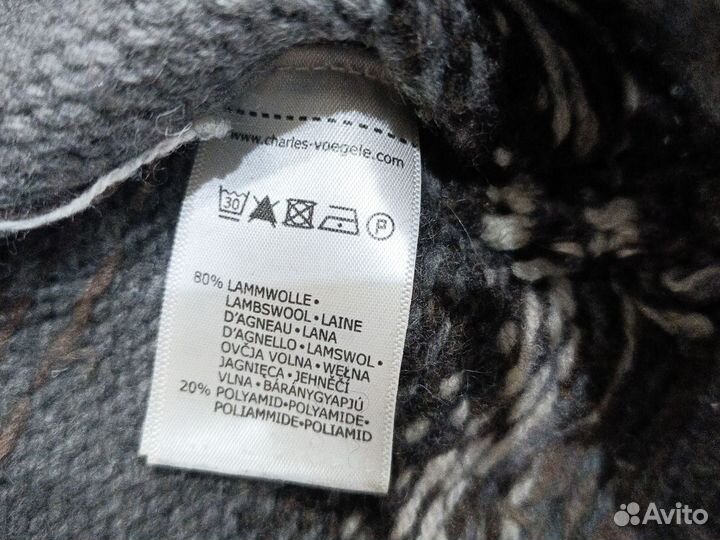 www.charles-voegele.com
30 P
80% LAMMWOLLE•
LAMBSWOOL•LAINE
D'AGNEAU•LANA
D'AGNELLO•LAMSWOL•
OVČJA VOLNA•WEŁNA
JAGNIĘCA•JEHNĚČÍ
VLNA•BÁRÁNYGYAPJÚ
20% POLYAMID•POLYAMIDE•
POLIAMMIDE•POLIAMID
Avito